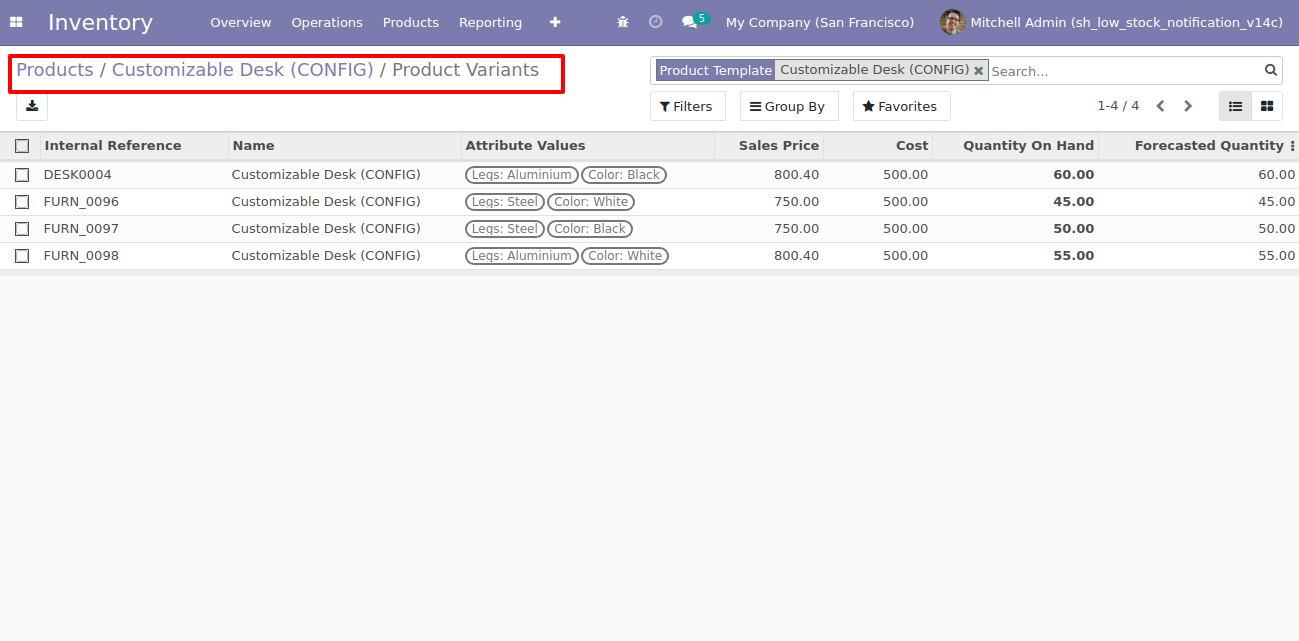 Inventory Overview Operations Products Reporting 5 My Company (San Francisco) Mitchell Admin (sh_low_stock_notification_v14c)
Products / Customizable Desk (CONFIG) / Product Variants
Product Template Customizable Desk (CONFIG) Search...
Filters Group By Favorites 1-4 / 4
Internal Reference Name Attribute Values Sales Price Cost Quantity On Hand Forecasted Quantity
DESK0004 Customizable Desk (CONFIG) Legs: Aluminium Color: Black 800.40 500.00 60.00 60.00
FURN_0096 Customizable Desk (CONFIG) Legs: Steel Color: White 750.00 500.00 45.00 45.00
FURN_0097 Customizable Desk (CONFIG) Legs: Steel Color: Black 750.00 500.00 50.00 50.00
FURN_0098 Customizable Desk (CONFIG) Legs: Aluminium Color: White 800.40 500.00 55.00 55.00